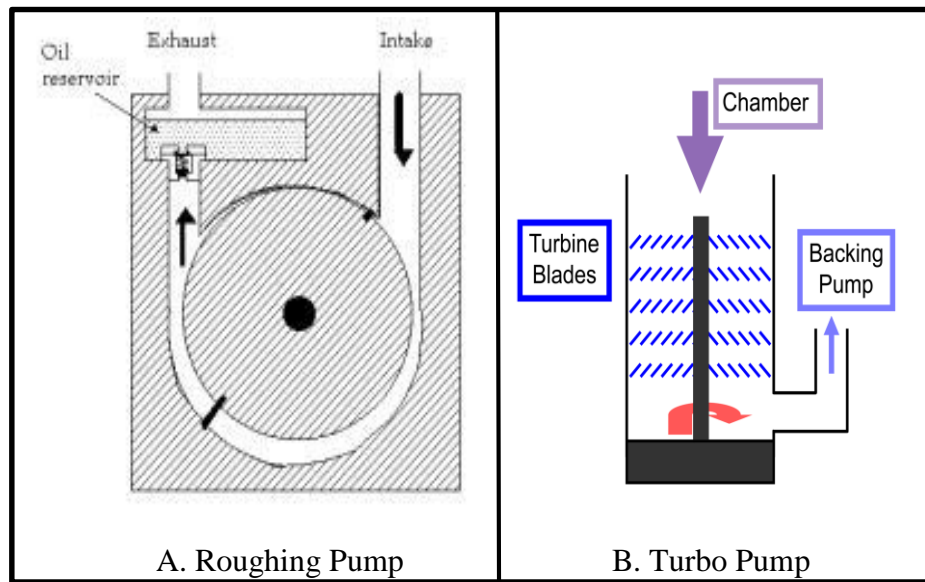 Exhaust
Intake
Oil
reservoir
A. Roughing Pump
Chamber
Turbine
Blades
Backing
Pump
B. Turbo Pump